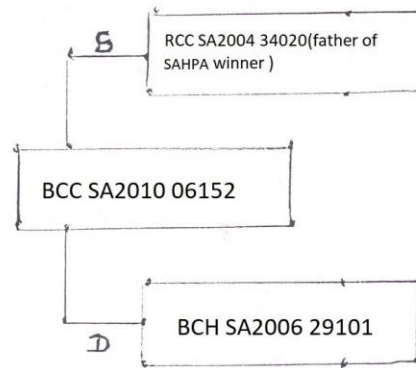 S
RCC SA2004 34020(father of
SAHPA winner )
BCC SA2010 06152
BCH SA2006 29101
D